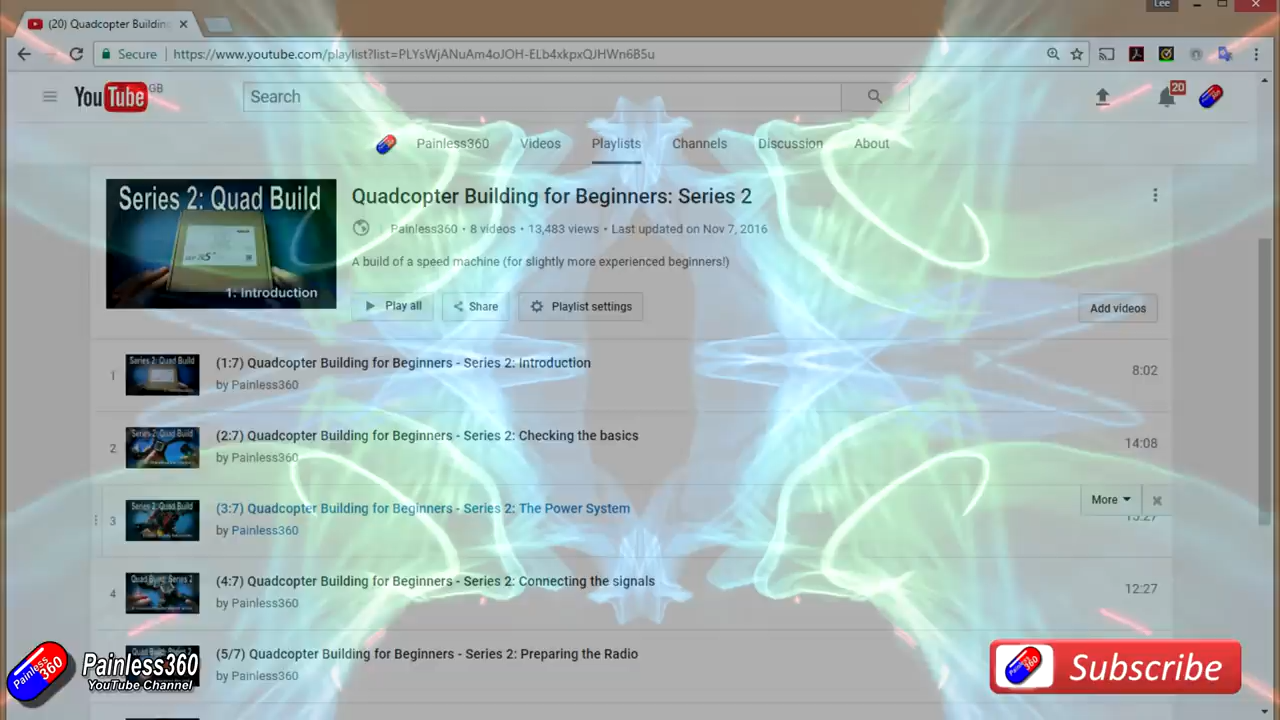 Lee
(20) Quadcopter Building
Secure
https://www.youtube.com/playlist?list=PLYsWjANuAm4oJOH-ELb4xkpxQJHWn6B5u
YouTube GB
Search
20
Painless360 Videos Playlists Channels Discussion About
Series 2: Quad Build
1: Introduction
Quadcopter Building for Beginners: Series 2
Painless360 • 8 videos • 13,483 views • Last updated on Nov 7, 2016
A build of a speed machine (for slightly more experienced beginners!)
Play all Share Playlist settings Add videos
1 (1:7) Quadcopter Building for Beginners - Series 2: Introduction 8:02
by Painless360
2 (2:7) Quadcopter Building for Beginners - Series 2: Checking the basics 14:08
by Painless360
3 (3:7) Quadcopter Building for Beginners - Series 2: The Power System More
by Painless360
4 (4:7) Quadcopter Building for Beginners - Series 2: Connecting the signals 12:27
by Painless360
(5/7) Quadcopter Building for Beginners - Series 2: Preparing the Radio
by Painless360
Painless 360
Painless360
YouTube Channel
Subscribe